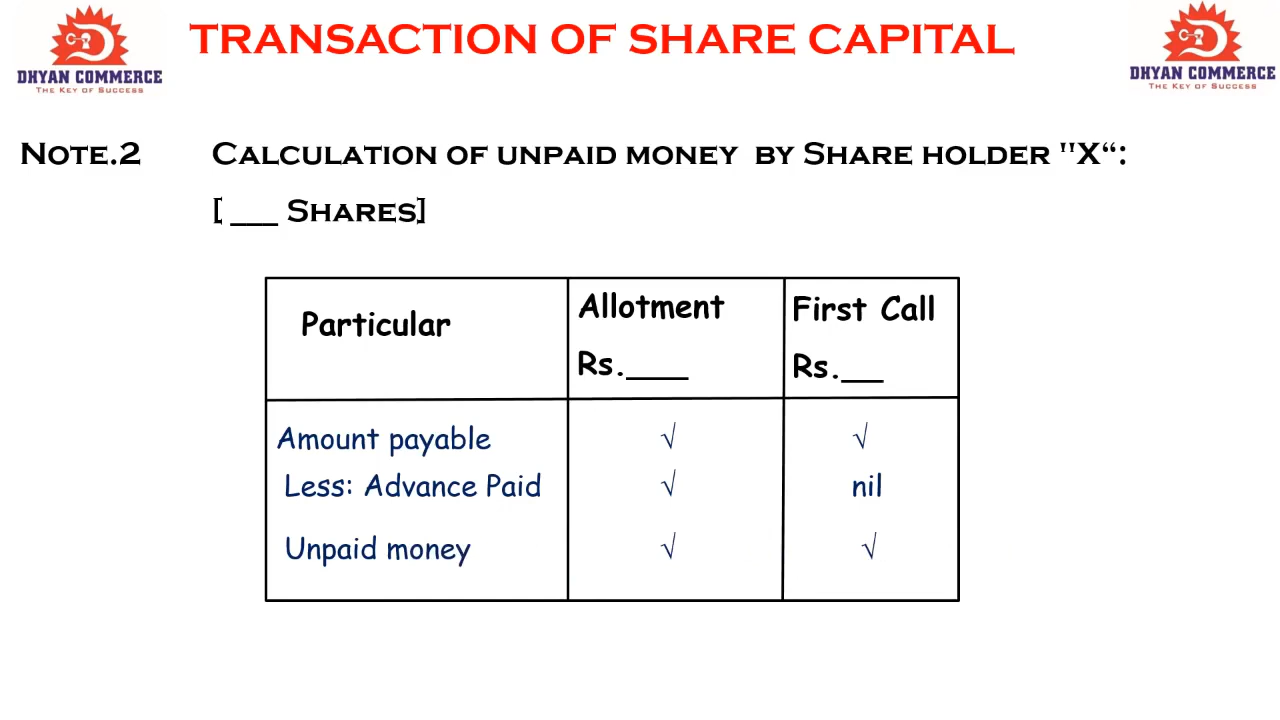 TRANSACTION OF SHARE CAPITAL
DHYAN COMMERCE
THE KEY OF SUCCESS
DHYAN COMMERCE
THE KEY OF SUCCESS
NOTE.2 CALCULATION OF UNPAID MONEY BY SHARE HOLDER "X“:
[ ___ SHARES]
Particular Allotment First Call
Rs.___ Rs.__
Amount payable √ √
Less: Advance Paid √ nil
Unpaid money √ √